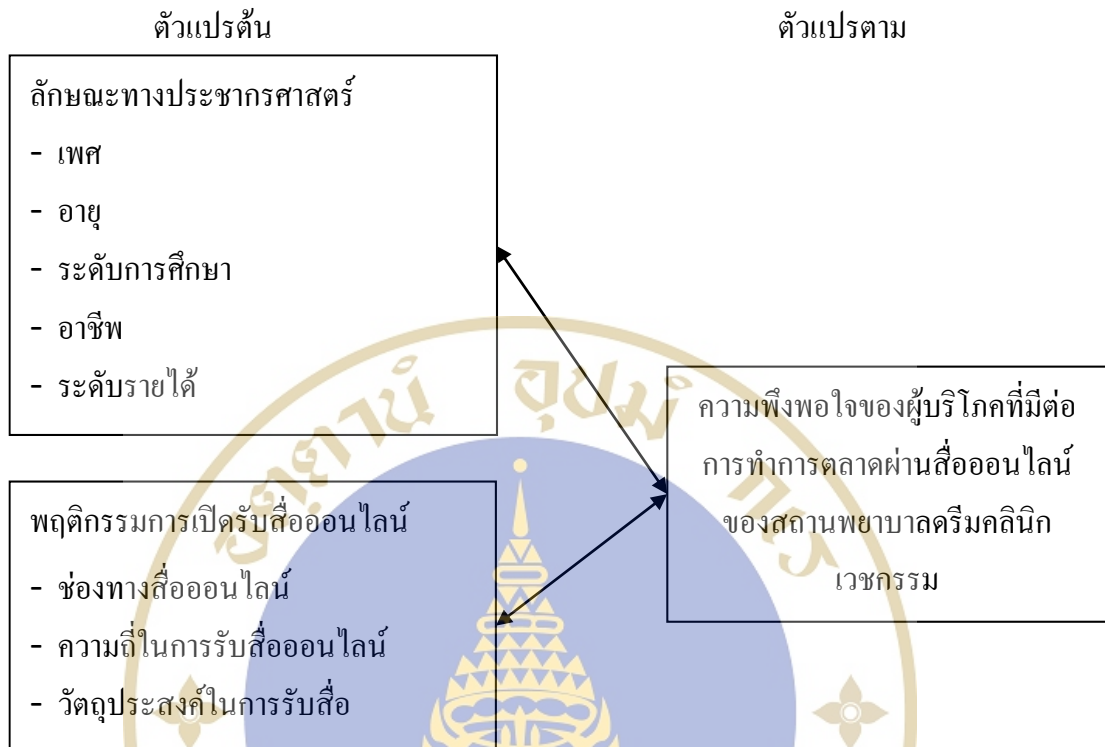 ตัวแปรต้น
ตัวแปรตาม
ลักษณะทางประชากรศาสตร์
- เพศ
- อายุ
- ระดับการศึกษา
- อาชีพ
- ระดับรายได้
ความพึงพอใจของผู้บริโภคที่มีต่อ
การทำการตลาดผ่านสื่อออนไลน์
ของสถานพยาบาลดรีมคลินิก
เวชกรรม
พฤติกรรมการเปิดรับสื่อออนไลน์
- ช่องทางสื่อออนไลน์
- ความถี่ในการรับสื่อออนไลน์
- วัตถุประสงค์ในการรับสื่อ